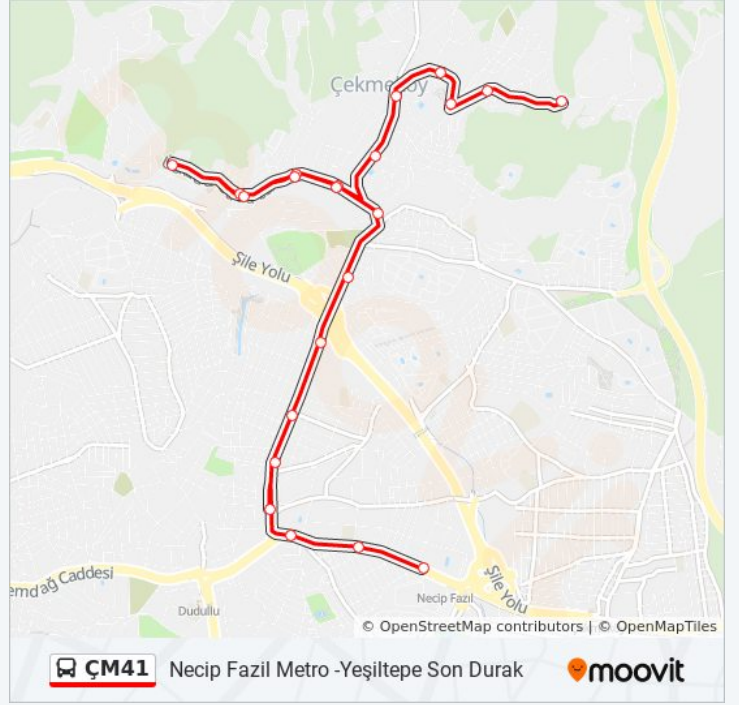 Çekmeköy
Şile Yolu
emdağ Caddesi
Şile Yolu
Necip Fazıl
Dudullu
© OpenStreetMap contributors | © OpenMapTiles
ÇM41 Necip Fazil Metro -Yeşiltepe Son Durak moovit